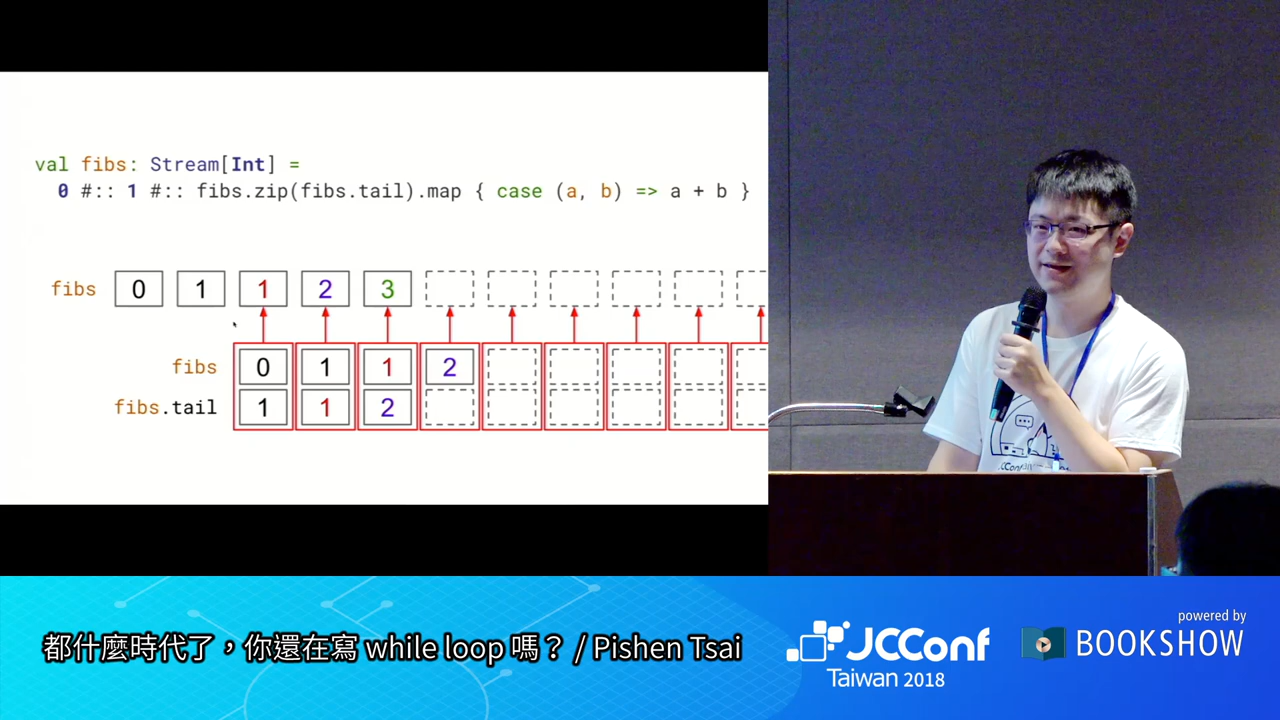 val fibs: Stream[Int] =
0 #:: 1 #:: fibs.zip(fibs.tail).map { case (a, b) => a + b }
fibs 0 1 1 2 3
fibs 0 1 1 2
fibs.tail 1 1 2
JCConf
都什麼時代了，你還在寫 while loop 嗎？ / Pishen Tsai
JCConf
Taiwan 2018
powered by
BOOKSHOW